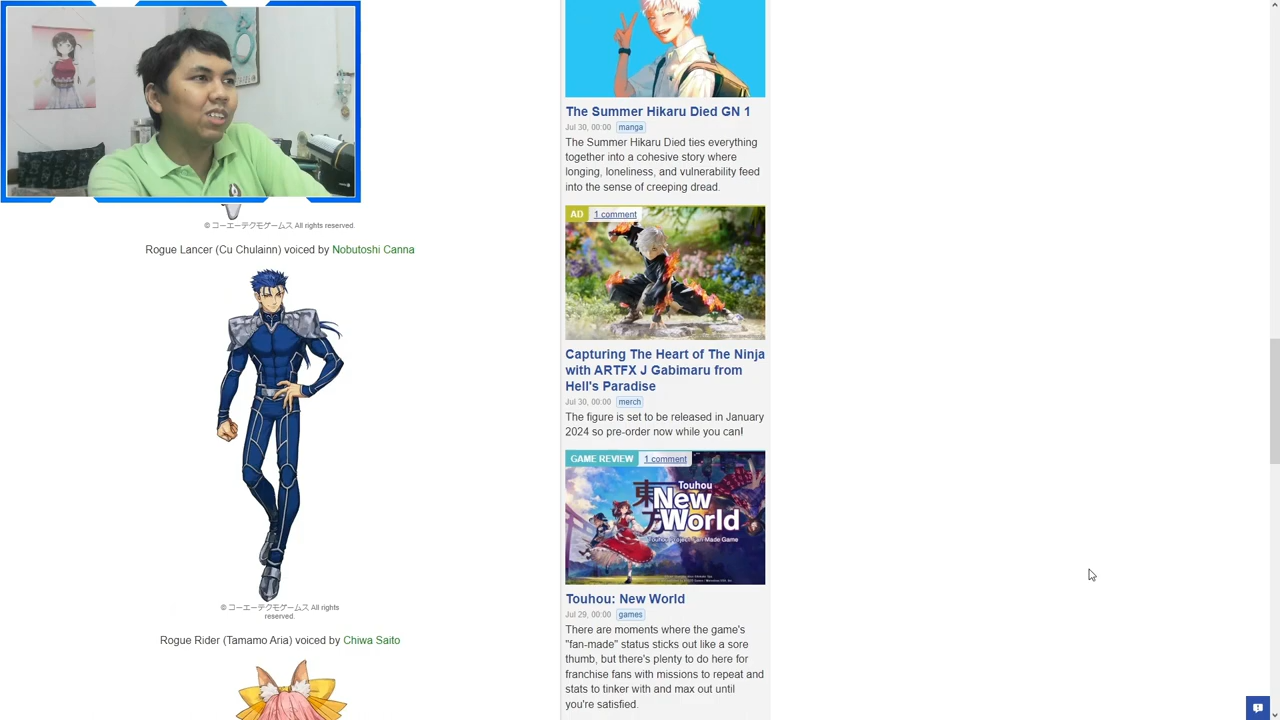 © コーエーテクモゲームス All rights reserved.
Rogue Lancer (Cu Chulainn) voiced by Nobutoshi Canna
© コーエーテクモゲームス All rights
reserved.
Rogue Rider (Tamamo Aria) voiced by Chiwa Saito
The Summer Hikaru Died GN 1
Jul 30, 00:00 manga
The Summer Hikaru Died ties everything
together into a cohesive story where
longing, loneliness, and vulnerability feed
into the sense of creeping dread.
AD 1 comment
Capturing The Heart of The Ninja
with ARTFX J Gabimaru from
Hell's Paradise
Jul 30, 00:00 merch
The figure is set to be released in January
2024 so pre-order now while you can!
GAME REVIEW 1 comment
Touhou
New
World
Touhou Project Fan Made Game
Touhou: New World
Jul 29, 00:00 games
There are moments where the game's
"fan-made" status sticks out like a sore
thumb, but there's plenty to do here for
franchise fans with missions to repeat and
stats to tinker with and max out until
you're satisfied.